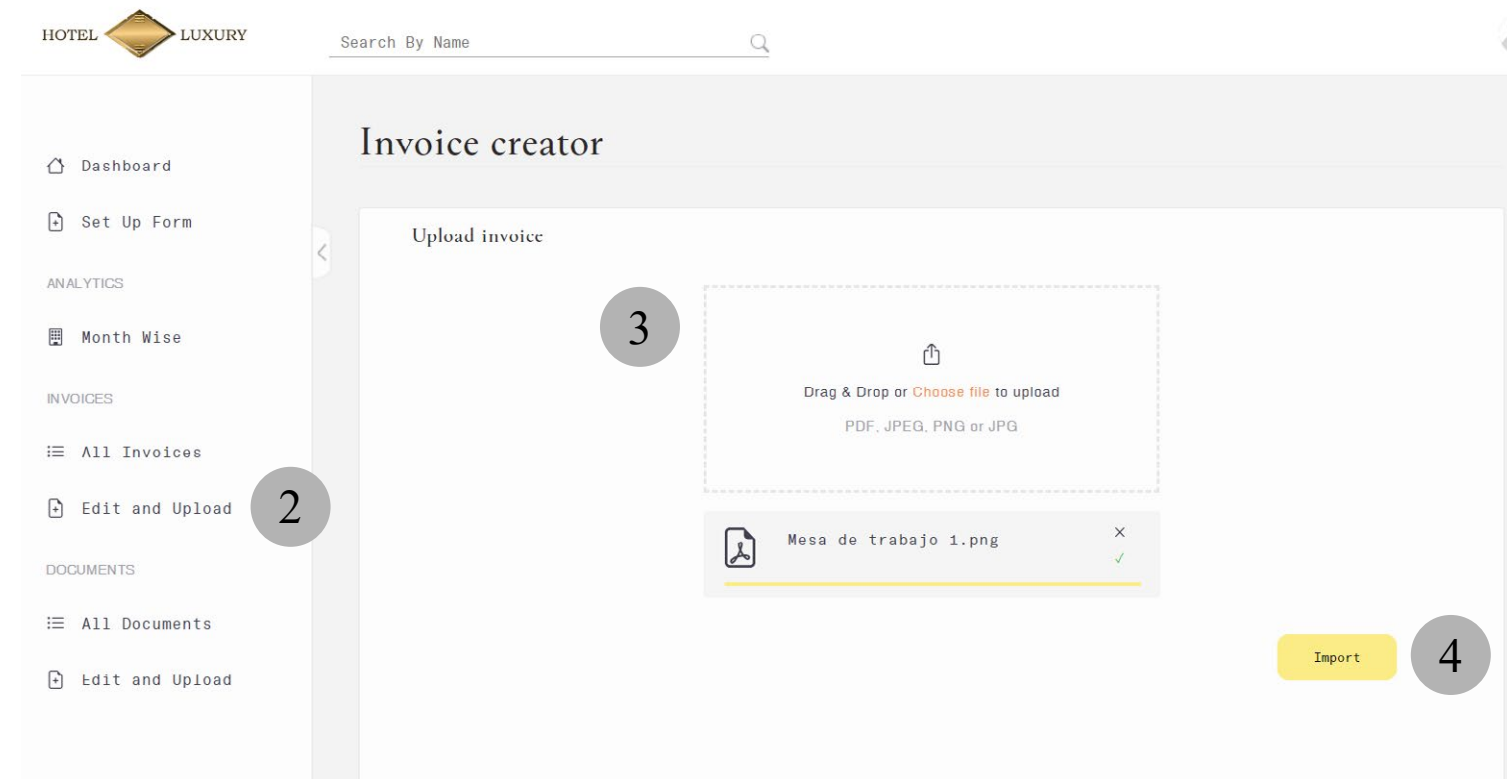 HOTEL LUXURY
Search By Name
Invoice creator
Dashboard
Set Up Form
ANALYTICS
Month Wise
INVOICES
All Invoices
Edit and Upload
2
DOCUMENTS
All Documents
Edit and Upload
Upload invoice
3
Drag & Drop or Choose file to upload
PDF, JPEG, PNG or JPG
Mesa de trabajo 1.png
Import
4